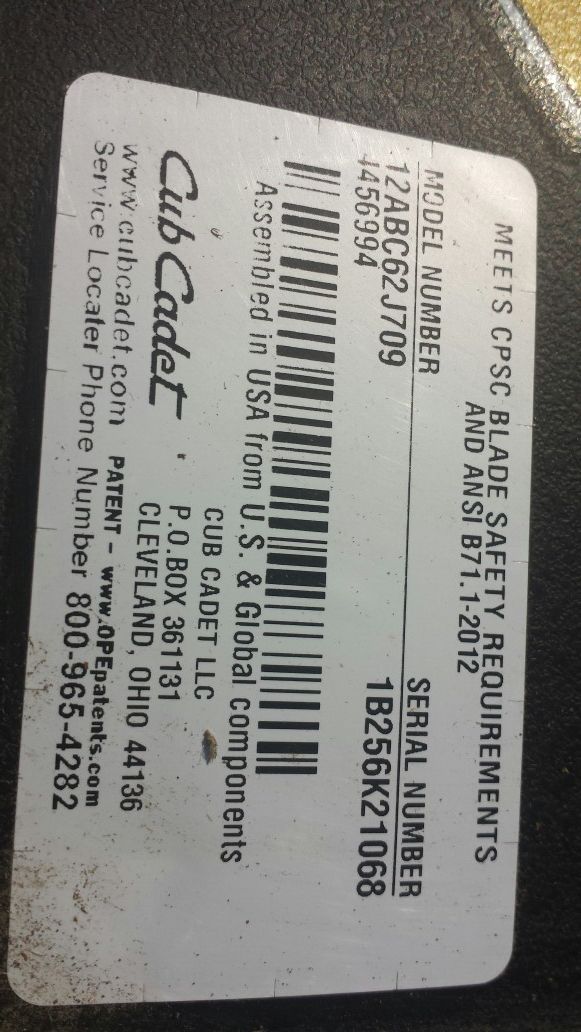 MEETS CPSC BLADE SAFETY REQUIREMENTS
AND ANSI B71.1-2012
MODEL NUMBER SERIAL NUMBER
12ABC62J709 1B256K21068
1456994
Assembled in USA from U.S. & Global components
Cub Cadet
CUB CADET LLC
P.O.BOX 361131
CLEVELAND, OHIO 44136
www.cubcadet.com PATENT - www.OPEpatents.com
Service Locater Phone Number 800-965-4282